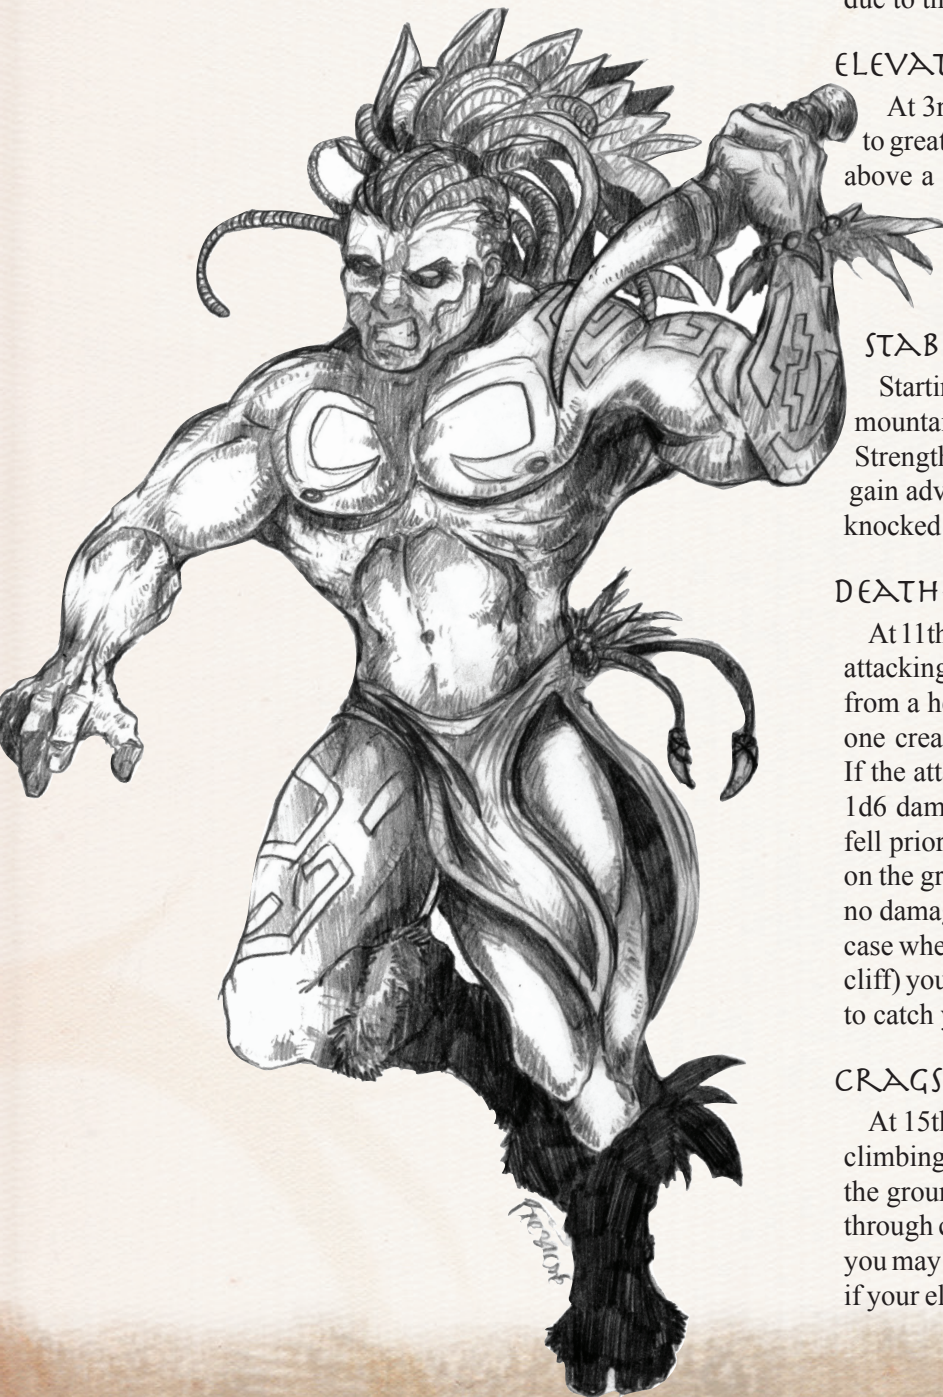 due to th
ELEVAT
At 3r
to great
above a
STAB
Startin
mountai
Strength
gain adv
knocked
DEATH
At 11th
attacking
from a he
one crea
If the att
1d6 dam
fell prior
on the gr
no damag
case whe
cliff) you
to catch y
CRAGS
At 15th
climbing
the groun
through c
you may
if your el